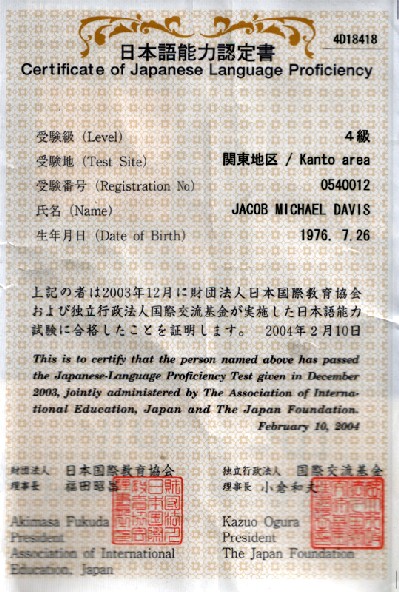 4D18418
日本語能力認定書
Certificate of Japanese Language Proficiency
受験級 (Level) 4級
受験地 (Test Site) 関東地区 / Kanto area
受験番号 (Registration No) 0540012
氏名 (Name) JACOB MICHAEL DAVIS
生年月日 (Date of Birth) 1976. 7.26
上記の者は2003年12月に財団法人日本国際教育協会
および独立行政法人国際交流基金が実施した日本語能力
試験に合格したことを証明します。 2004年2月10日
This is to certify that the person named above has passed
the Japanese-Language Proficiency Test given in December
2003, jointly administered by The Association of Interna-
tional Education, Japan and The Japan Foundation.
February 10, 2004
財団法人 日本国際教育協会
理事長 福田昭昌
Akimasa Fukuda
President
Association of International
Education, Japan
独立行政法人 国際交流基金
理事長 小倉和夫
Kazuo Ogura
President
The Japan Foundation